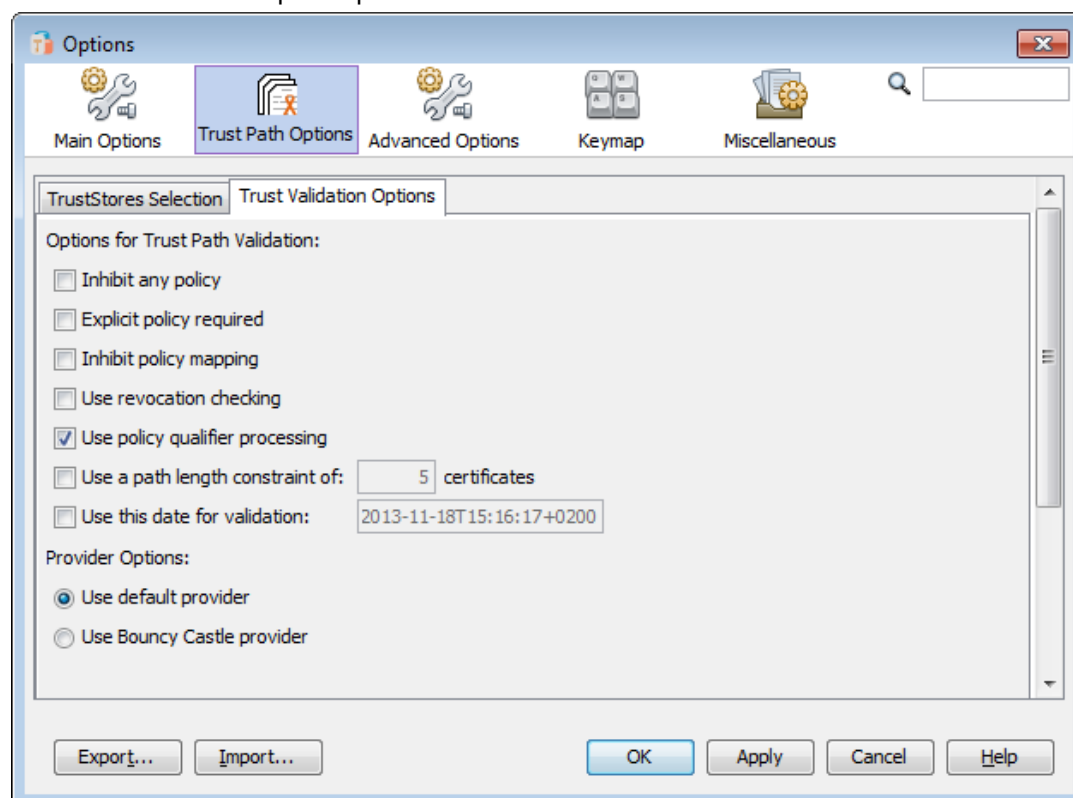 Options
Main Options
Trust Path Options
Advanced Options
Keymap
Miscellaneous
TrustStores Selection
Trust Validation Options
Options for Trust Path Validation:
Inhibit any policy
Explicit policy required
Inhibit policy mapping
Use revocation checking
Use policy qualifier processing
Use a path length constraint of: 5 certificates
Use this date for validation: 2013-11-18T15:16:17+0200
Provider Options:
Use default provider
Use Bouncy Castle provider
Export... Import... OK Apply Cancel Help